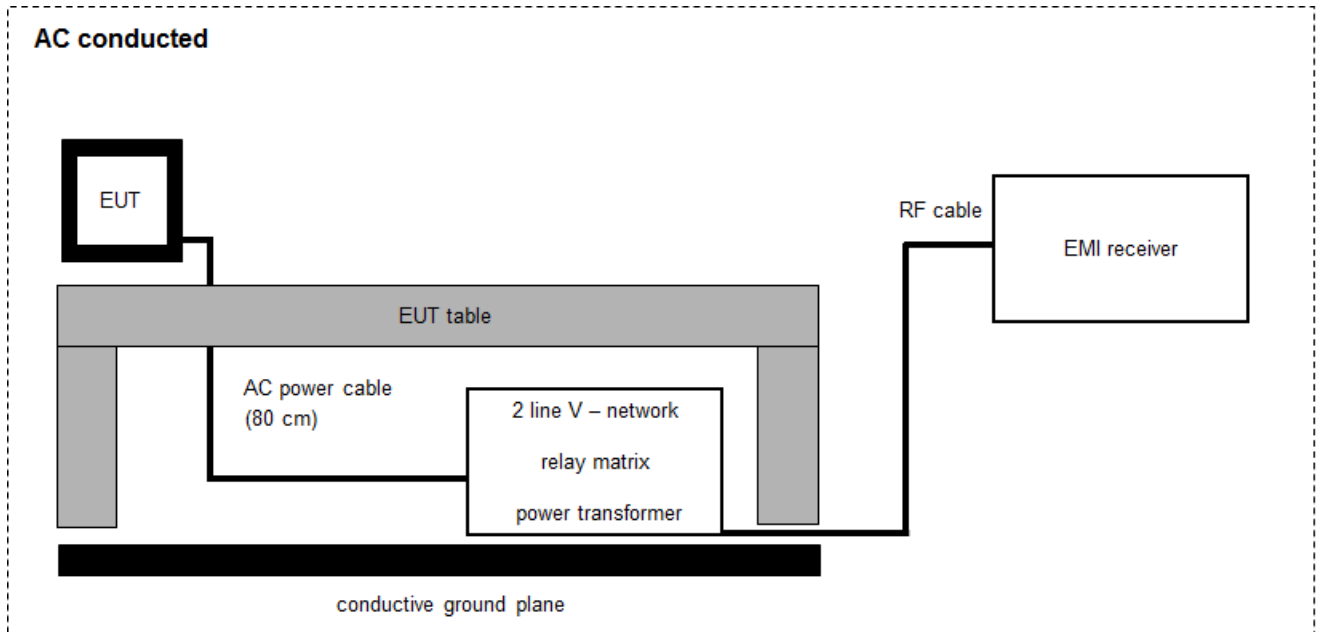 AC conducted
EUT
RF cable
EMI receiver
EUT table
AC power cable
(80 cm)
2 line V – network
relay matrix
power transformer
conductive ground plane